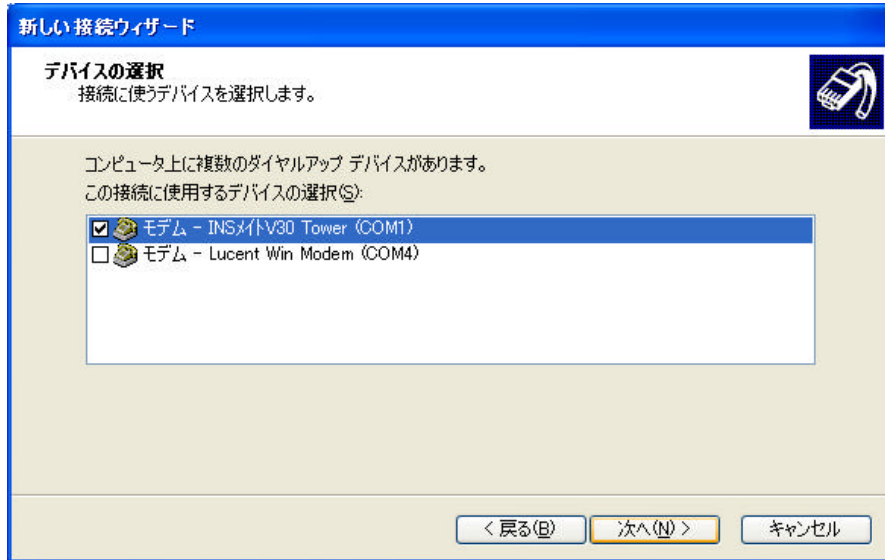 新しい接続ウィザード
デバイスの選択
接続に使うデバイスを選択します。
コンピュータ上に複数のダイヤルアップ デバイスがあります。
この接続に使用するデバイスの選択(S):
モデム - INSメイトV30 Tower (COM1)
モデム - Lucent Win Modem (COM4)
< 戻る(B) 次へ(N) > キャンセル